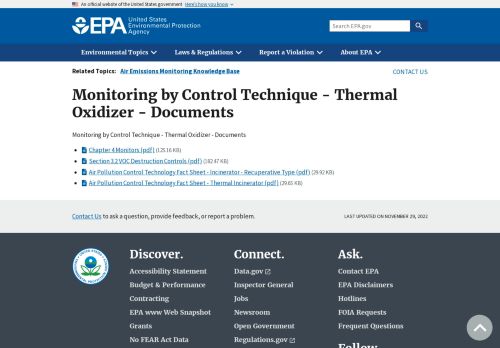 An official website of the United States government Here's how you know
EPA United States
Environmental Protection
Agency
Search EPA.gov
Environmental Topics Laws & Regulations Report a Violation About EPA
Related Topics: Air Emissions Monitoring Knowledge Base
CONTACT US
Monitoring by Control Technique - Thermal
Oxidizer - Documents
Monitoring by Control Technique - Thermal Oxidizer - Documents
Chapter 4 Monitors (pdf) (125.16 KB)
Section 3.2 VOC Destruction Controls (pdf) (182.47 KB)
Air Pollution Control Technology Fact Sheet - Incinerator - Recuperative Type (pdf) (29.92 KB)
Air Pollution Control Technology Fact Sheet - Thermal Incinerator (pdf) (39.65 KB)
Contact Us to ask a question, provide feedback, or report a problem.
LAST UPDATED ON NOVEMBER 29, 2022
Discover.
Accessibility Statement
Budget & Performance
Contracting
EPA www Web Snapshot
Grants
No FEAR Act Data
Connect.
Data.gov
Inspector General
Jobs
Newsroom
Open Government
Regulations.gov
Ask.
Contact EPA
EPA Disclaimers
Hotlines
FOIA Requests
Frequent Questions
Follow.